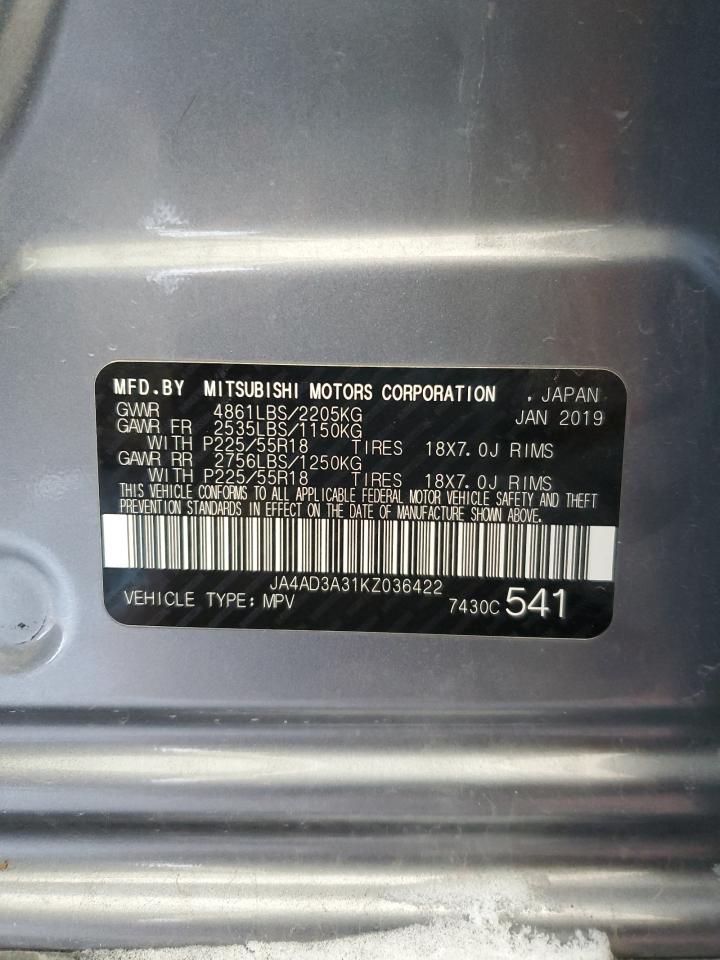 MFD.BY MITSUBISHI MOTORS CORPORATION . JAPAN
GVWR 4861LBS/2205KG JAN 2019
GAWR FR 2535LBS/1150KG
WITH P225/55R18 TIRES 18X7.0J RIMS
GAWR RR 2756LBS/1250KG
WITH P225/55R18 TIRES 18X7.0J RIMS
THIS VEHICLE CONFORMS TO ALL APPLICABLE FEDERAL MOTOR VEHICLE SAFETY AND THEFT
PREVENTION STANDARDS IN EFFECT ON THE DATE OF MANUFACTURE SHOWN ABOVE.
JA4AD3A31KZ036422
VEHICLE TYPE: MPV 7430C 541